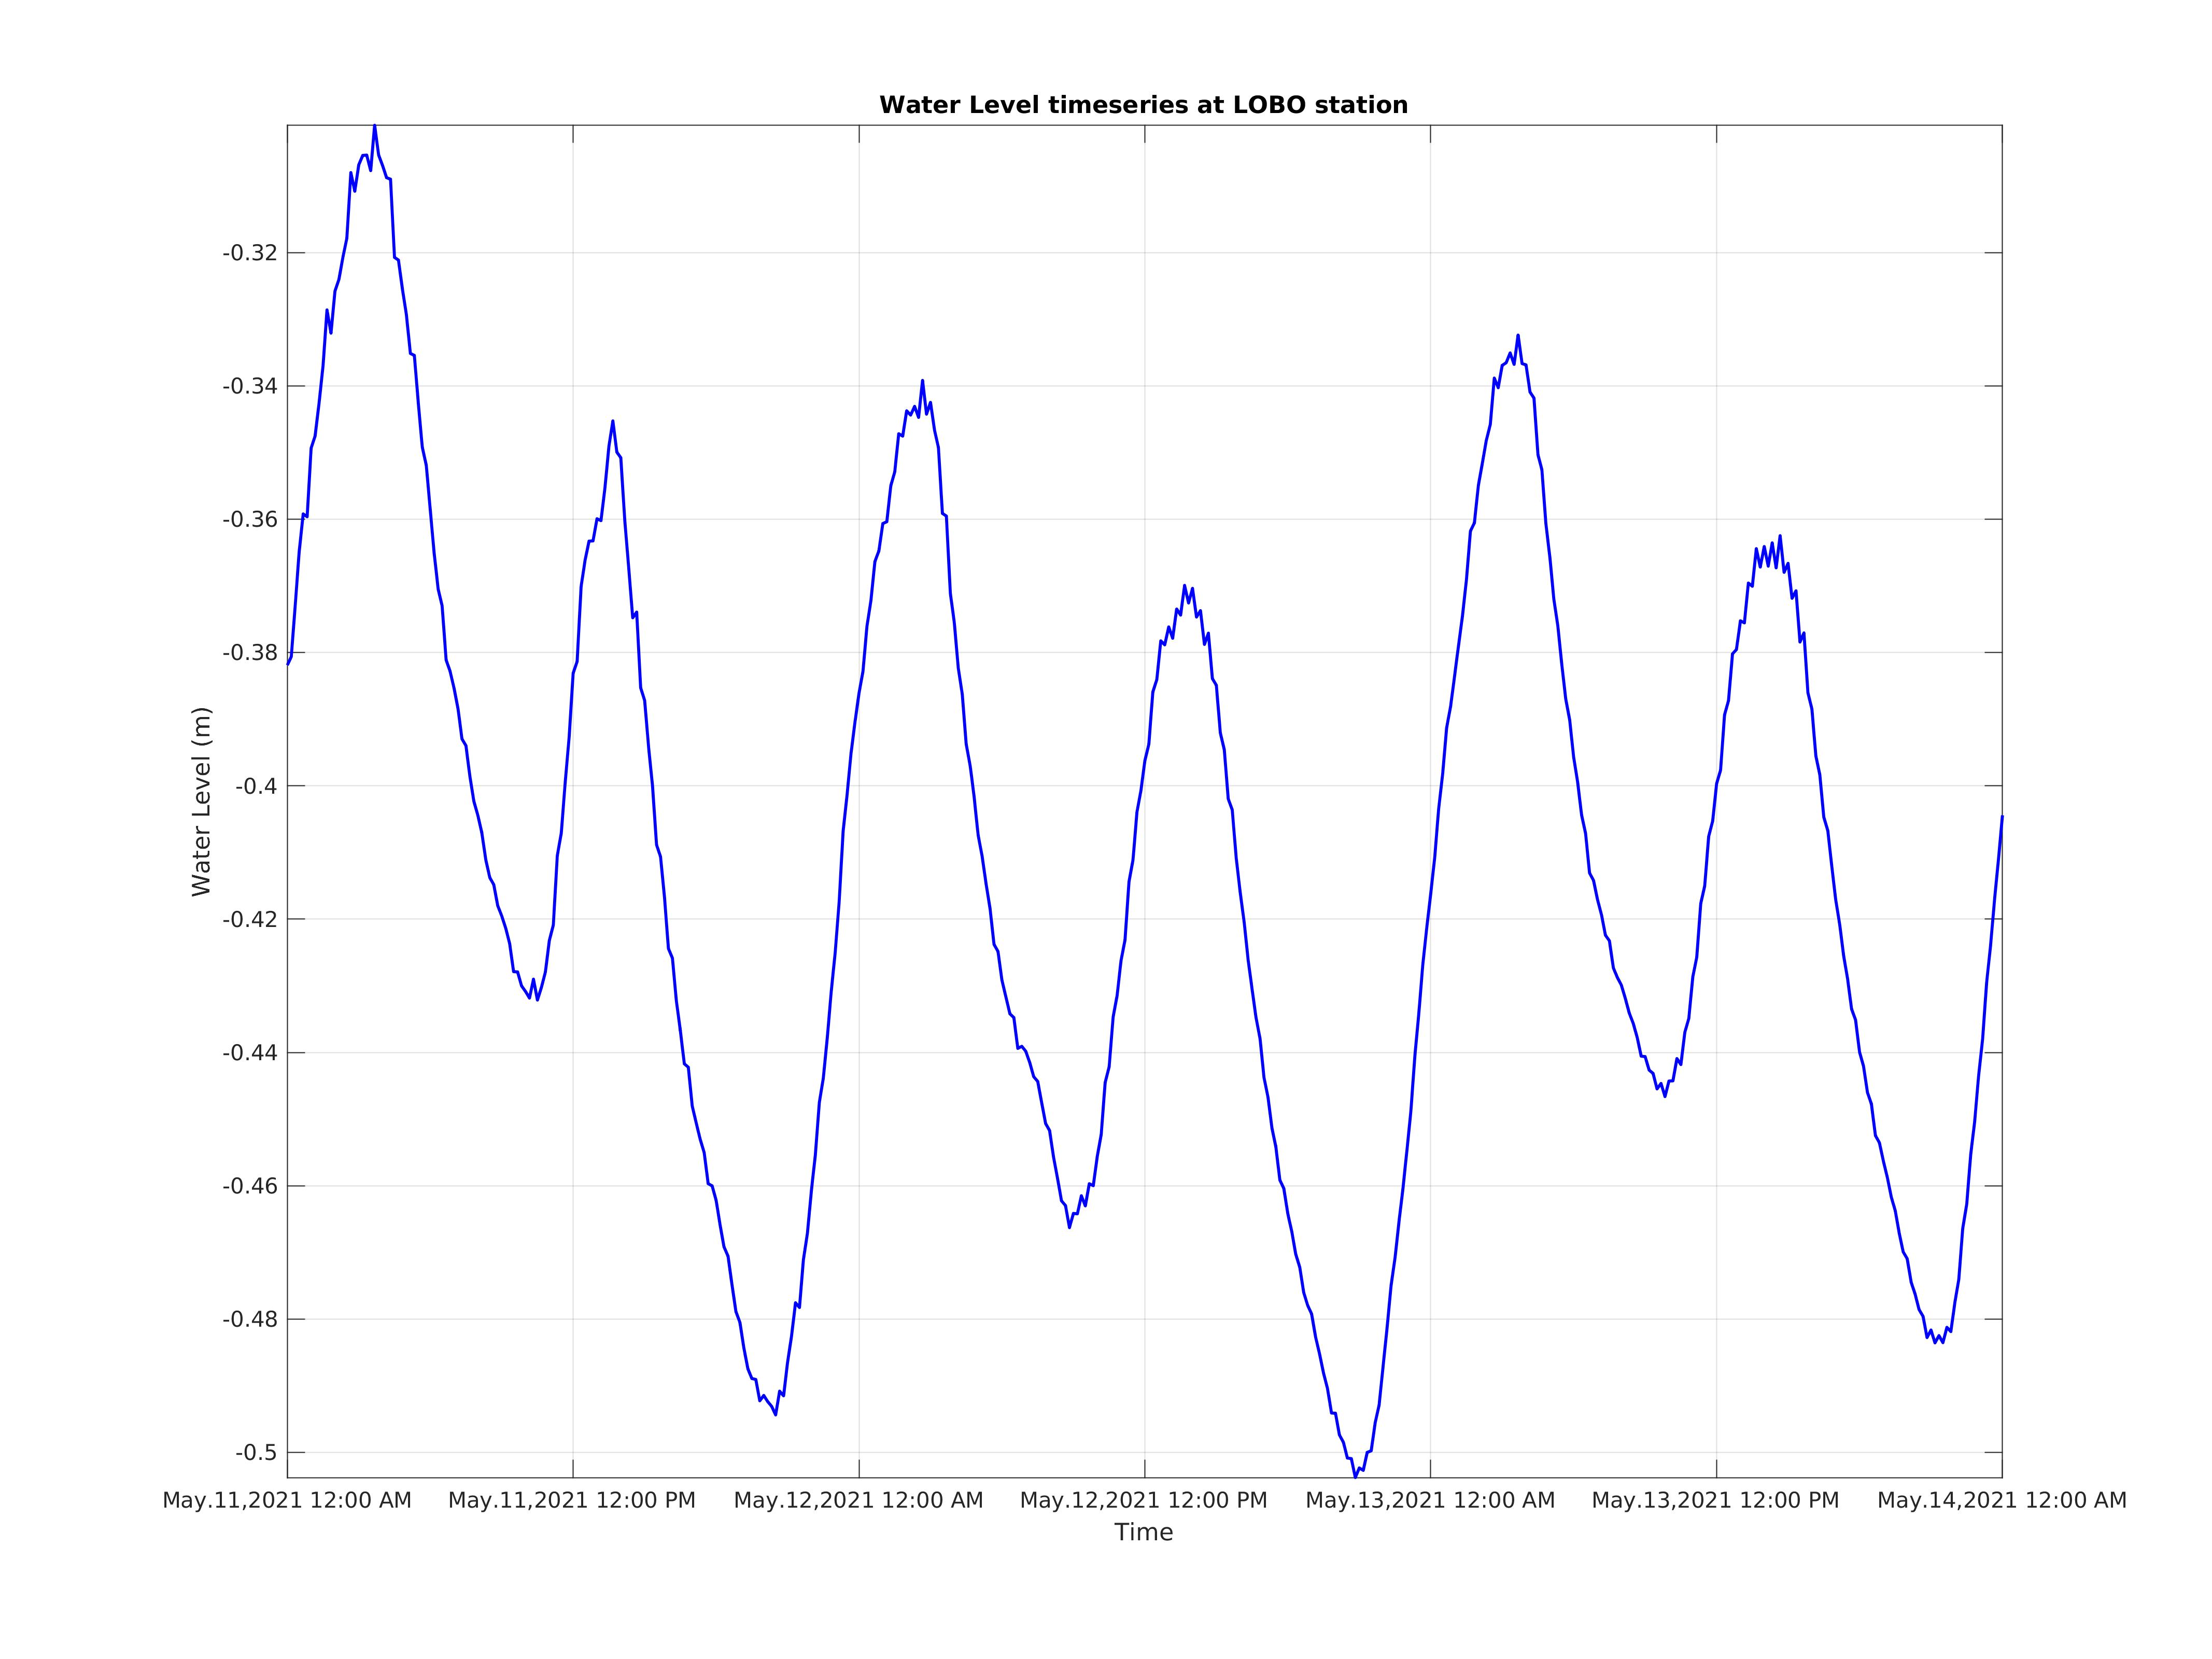 Water Level timeseries at LOBO station
-0.32
-0.34
-0.36
-0.38
-0.4
-0.42
-0.44
-0.46
-0.48
-0.5
Water Level (m)
May.11,2021 12:00 AM May.11,2021 12:00 PM May.12,2021 12:00 AM May.12,2021 12:00 PM May.13,2021 12:00 AM May.13,2021 12:00 PM May.14,2021 12:00 AM
Time